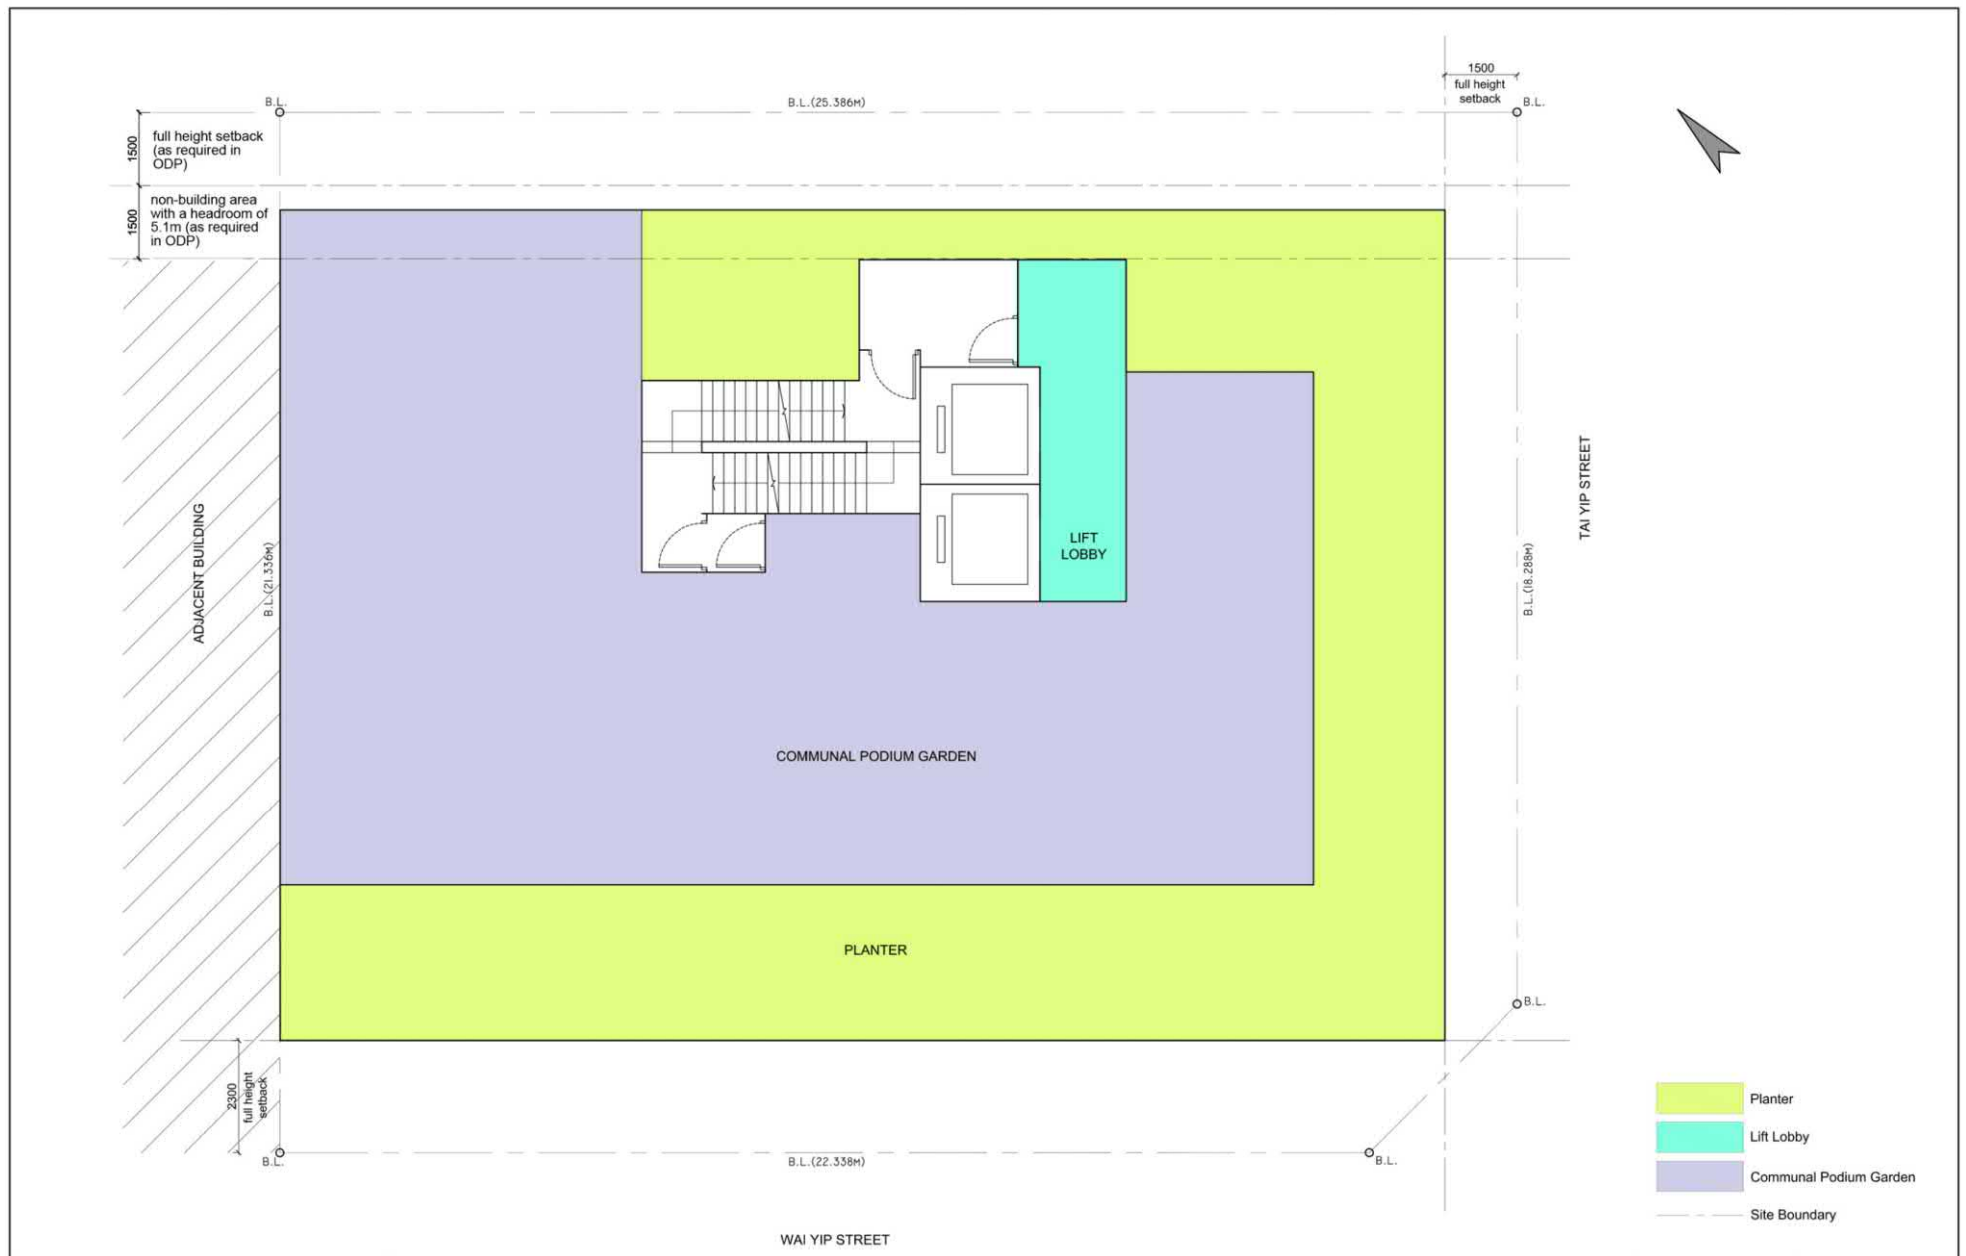 1500
full height
setback
B.L.
B.L.(25.386M)
B.L.
1500
full height setback
(as required in
ODP)
1500
non-building area
with a headroom of
5.1m (as required
in ODP)
ADJACENT BUILDING
B.L.(21.336M)
LIFT
LOBBY
TAI YIP STREET
B.L.(18.288M)
COMMUNAL PODIUM GARDEN
PLANTER
B.L.
2300
full height
setback
B.L.
B.L.(22.338M)
B.L.
WAI YIP STREET
Planter
Lift Lobby
Communal Podium Garden
Site Boundary